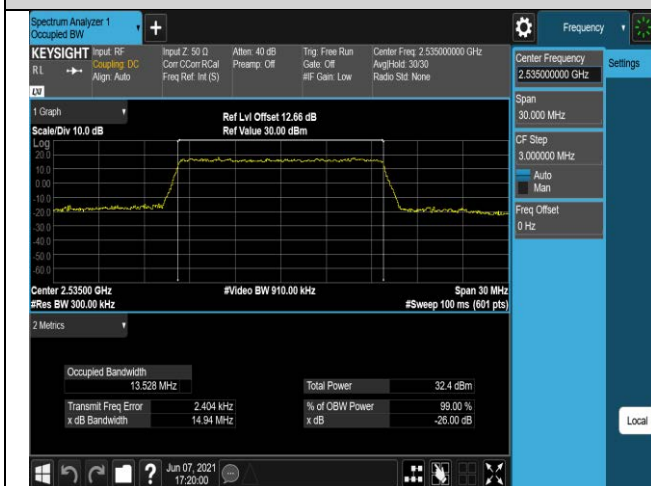 Spectrum Analyzer 1
Occupied BW
Frequency
KEYSIGHT
RL
LXI
Input: RF
Coupling: DC
Align: Auto
Input Z: 50 Ω
Corr CCorr RCal
Freq Ref: Int (S)
Atten: 40 dB
Preamp: Off
Trig: Free Run
Gate: Off
#IF Gain: Low
Center Freq: 2.535000000 GHz
Avg|Hold: 30/30
Radio Std: None
1 Graph
Scale/Div 10.0 dB
Ref Lvl Offset 12.66 dB
Ref Value 30.00 dBm
Log
20.0
10.0
0.00
-10.0
-20.0
-30.0
-40.0
-50.0
-60.0
Center 2.53500 GHz
#Res BW 300.00 kHz
#Video BW 910.00 kHz
Span 30 MHz
#Sweep 100 ms (601 pts)
2 Metrics
Occupied Bandwidth
13.528 MHz
Transmit Freq Error 2.404 kHz
x dB Bandwidth 14.94 MHz
Total Power 32.4 dBm
% of OBW Power 99.00 %
x dB -26.00 dB
Center Frequency
2.535000000 GHz
Settings
Span
30.000 MHz
CF Step
3.000000 MHz
Auto
Man
Freq Offset
0 Hz
Local
?
Jun 07, 2021
17:20:00